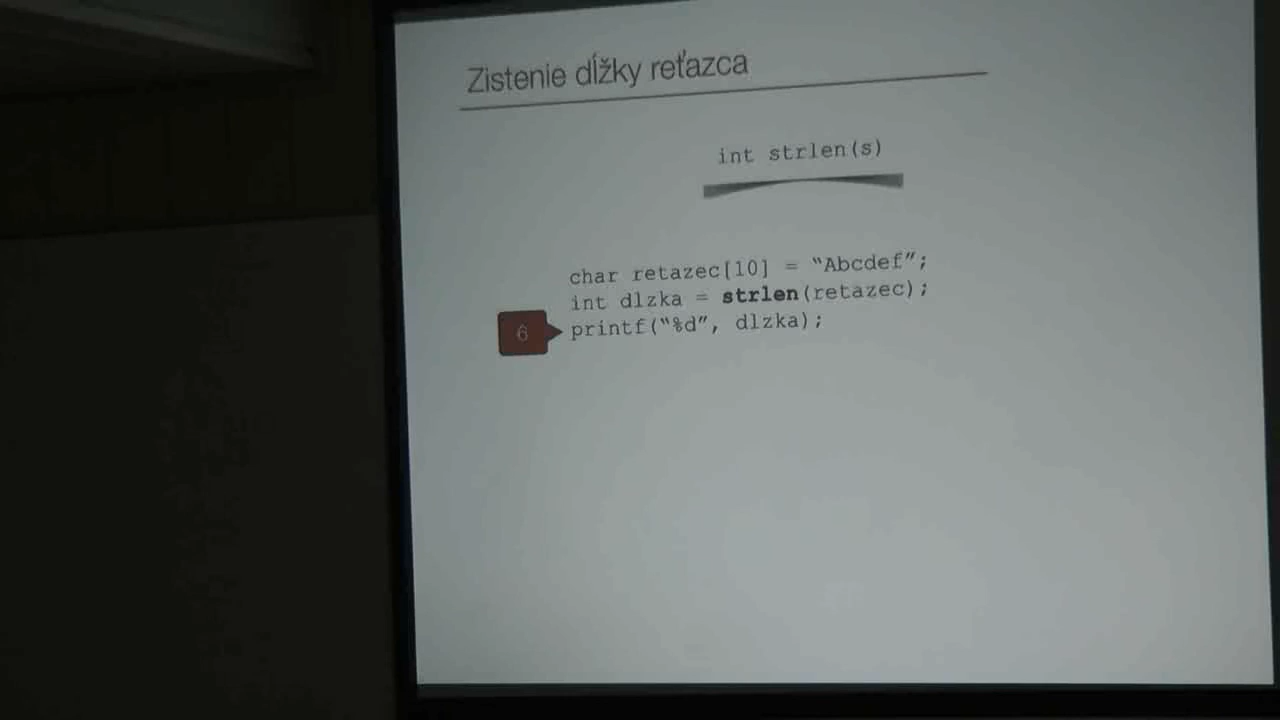 Zistenie dĺžky reťazca
int strlen(s)
char retazec[10] = “Abcdef”;
int dlzka = strlen(retazec);
6
printf(“%d”, dlzka);